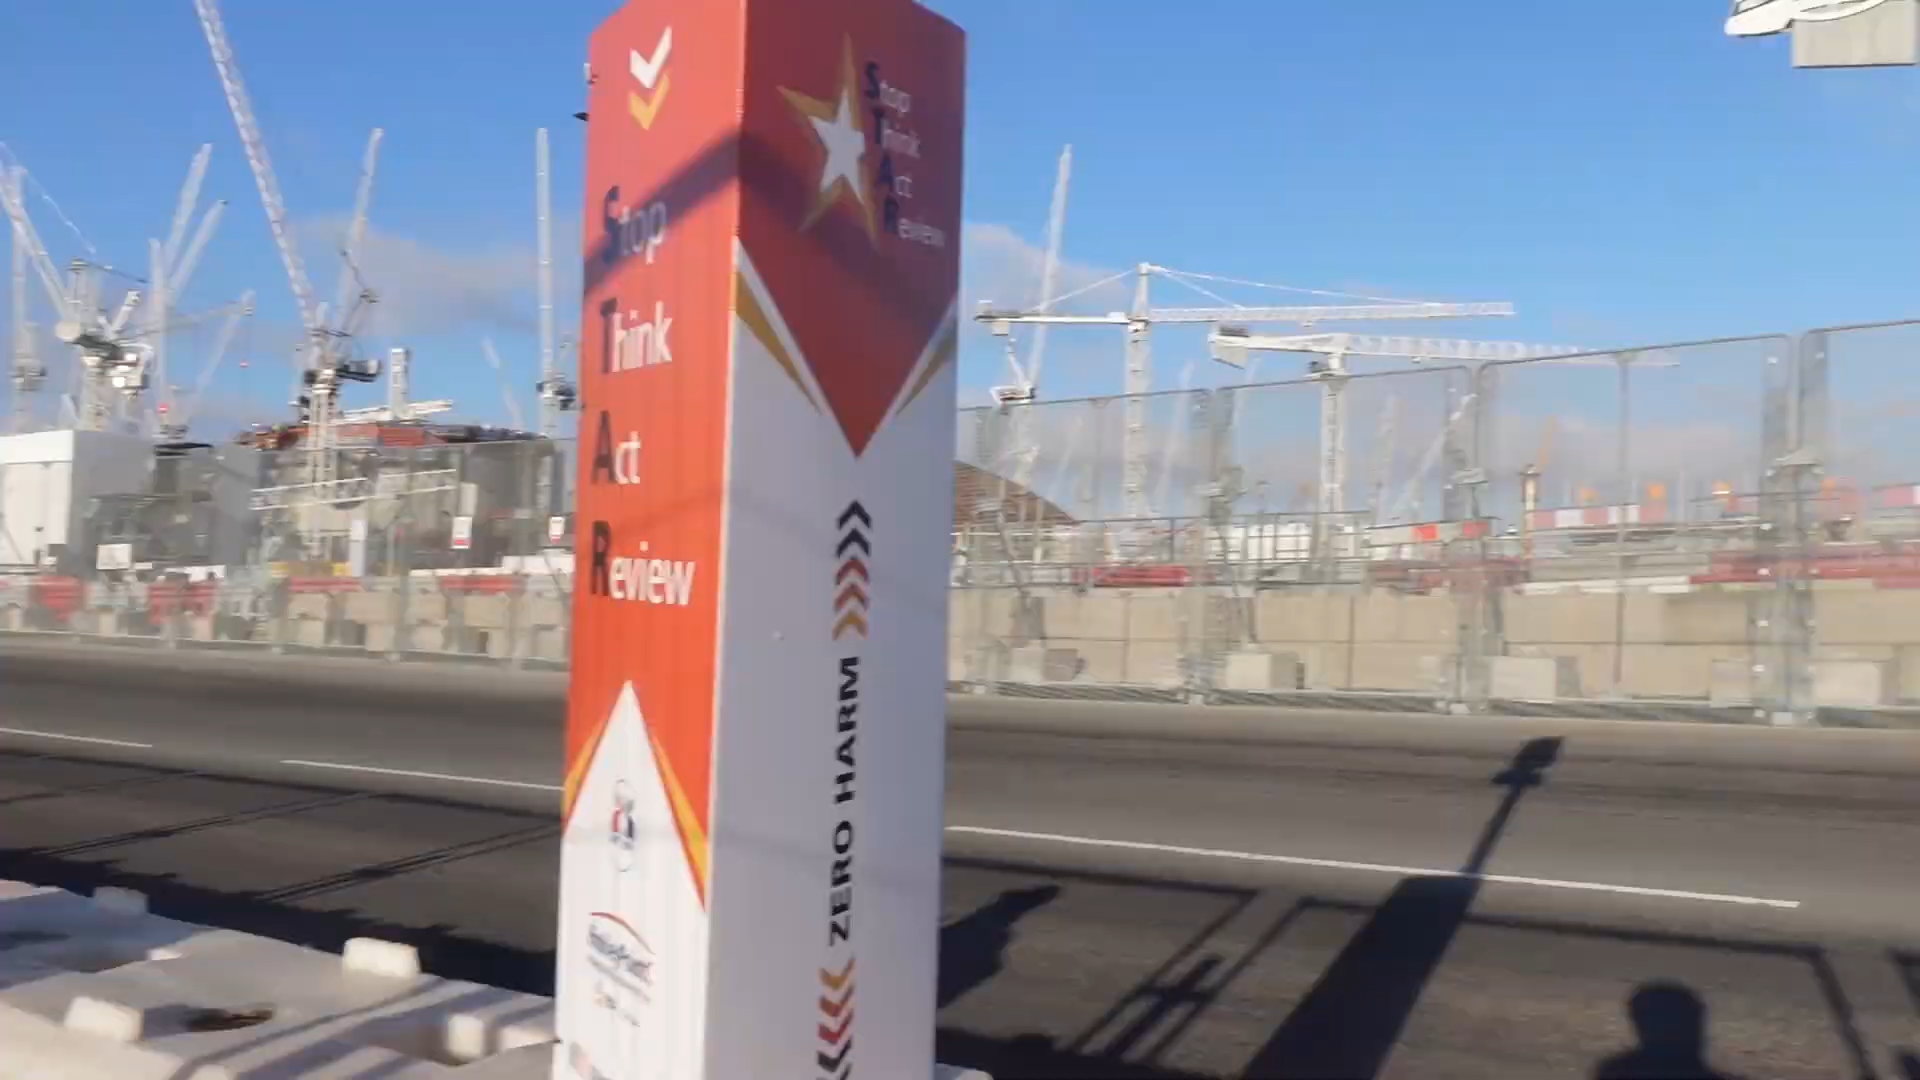 Stop
Think
Act
Review
Stop
Think
Act
Review
ZERO HARM